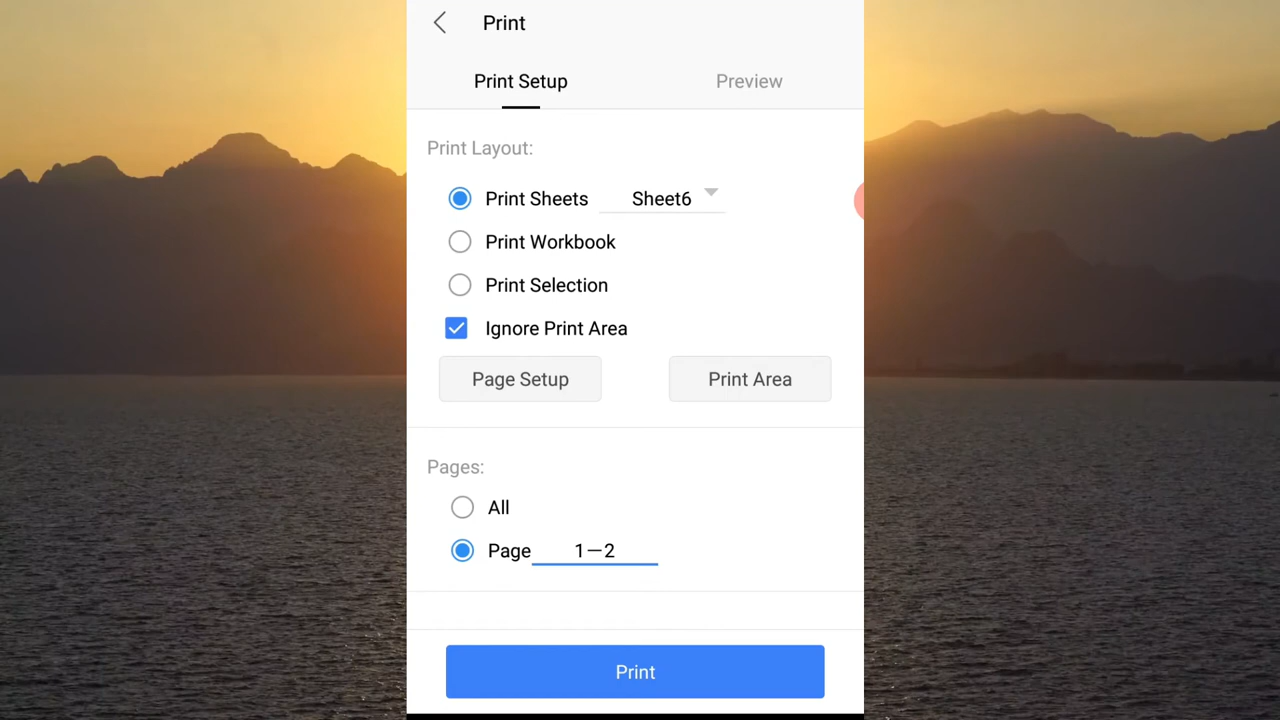 Print
Print Setup Preview
Print Layout:
Print Sheets Sheet6
Print Workbook
Print Selection
Ignore Print Area
Page Setup Print Area
Pages:
All
Page 1—2
Print